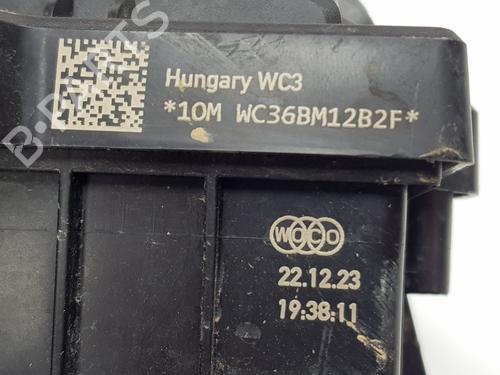 Hungary WC3
*10M WC36BM12B2F*
WOCO
22.12.23
19:38:11
B-PARTS